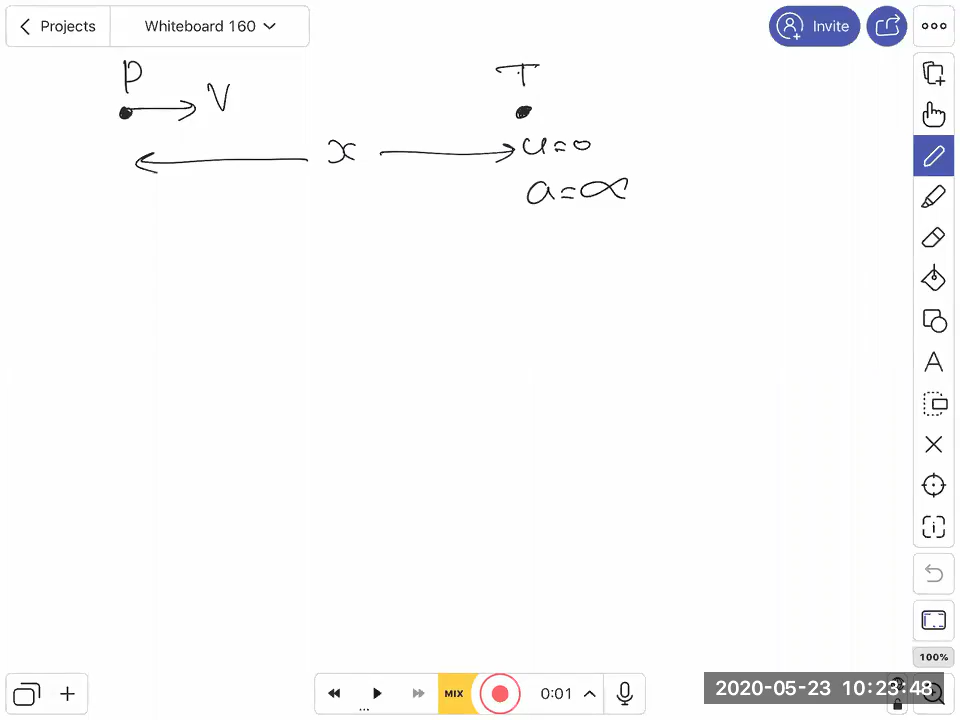 Projects
Whiteboard 160
Invite
P
T
V
x
u=0
a=α
A
100%
MIX
0:01
2020-05-23 10:23:48